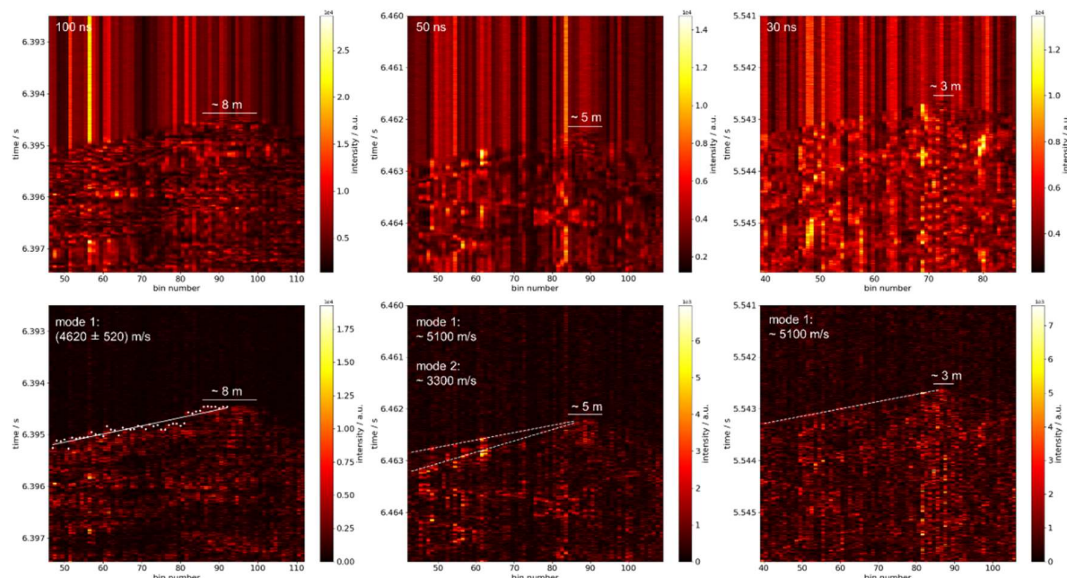 100 ns
~ 8 m
6.393
6.394
6.395
6.396
6.397
time / s
50 60 70 80 90 100 110
bin number
1e4
2.5
2.0
1.5
1.0
0.5
intensity / a.u.
50 ns
~ 5 m
6.460
6.461
6.462
6.463
6.464
time / s
50 60 70 80 90 100
bin number
1e4
1.4
1.2
1.0
0.8
0.6
0.4
0.2
intensity / a.u.
30 ns
~ 3 m
5.541
5.542
5.543
5.544
5.545
time / s
40 50 60 70 80
bin number
1e4
1.2
1.0
0.8
0.6
0.4
intensity / a.u.
mode 1:
(4620 ± 520) m/s
~ 8 m
6.393
6.394
6.395
6.396
6.397
time / s
50 60 70 80 90 100 110
bin number
1e4
1.75
1.50
1.25
1.00
0.75
0.50
0.25
0.00
intensity / a.u.
mode 1:
~ 5100 m/s
mode 2:
~ 3300 m/s
~ 5 m
6.460
6.461
6.462
6.463
6.464
time / s
50 60 70 80 90 100
bin number
1e3
6
5
4
3
2
1
0
intensity / a.u.
mode 1:
~ 5100 m/s
~ 3 m
5.541
5.542
5.543
5.544
5.545
time / s
40 50 60 70 80 90 100
bin number
1e3
7
6
5
4
3
2
1
0
intensity / a.u.